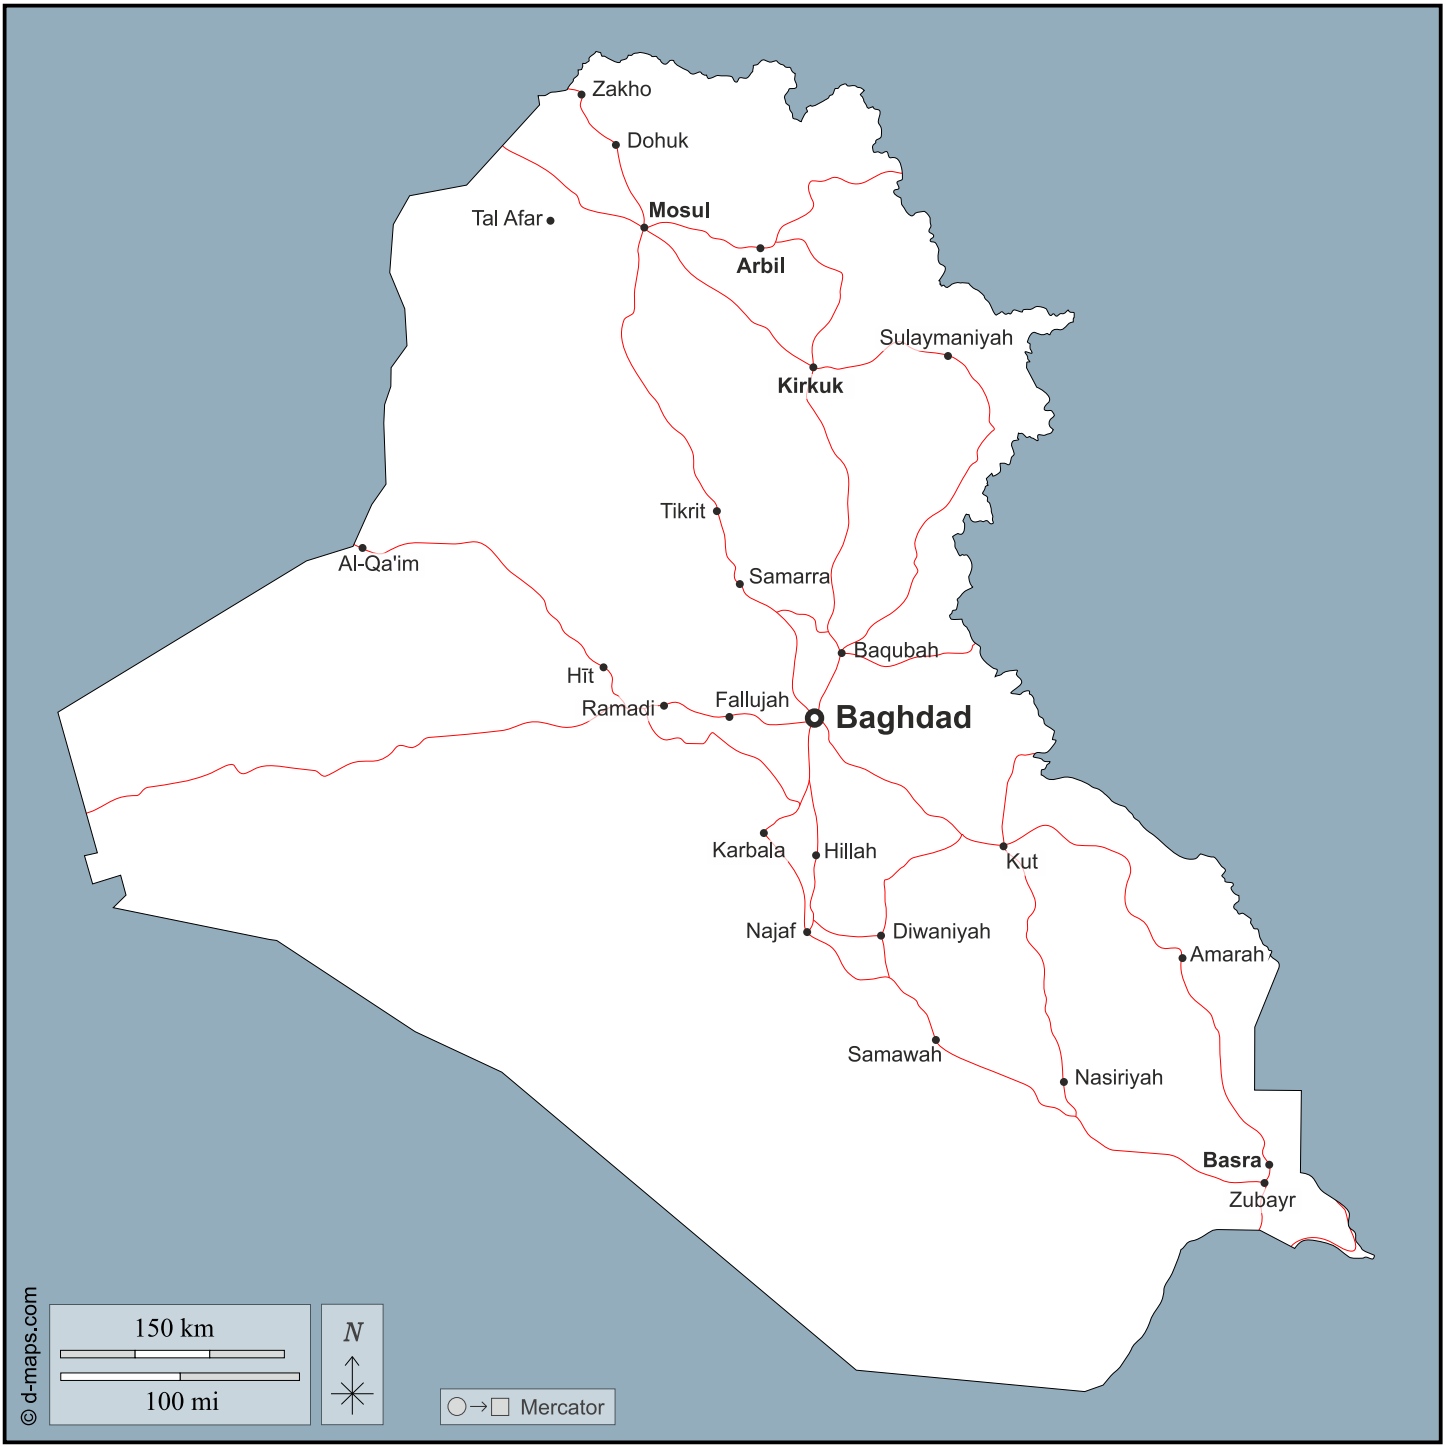 Zakho
Dohuk
Mosul
Tal Afar
Arbil
Sulaymaniyah
Kirkuk
Tikrit
Al-Qa'im
Samarra
Baqubah
Hīt
Ramadi
Fallujah
Baghdad
Karbala
Hillah
Kut
Najaf
Diwaniyah
Amarah
Samawah
Nasiriyah
Basra
Zubayr
© d-maps.com
150 km
100 mi
N
Mercator